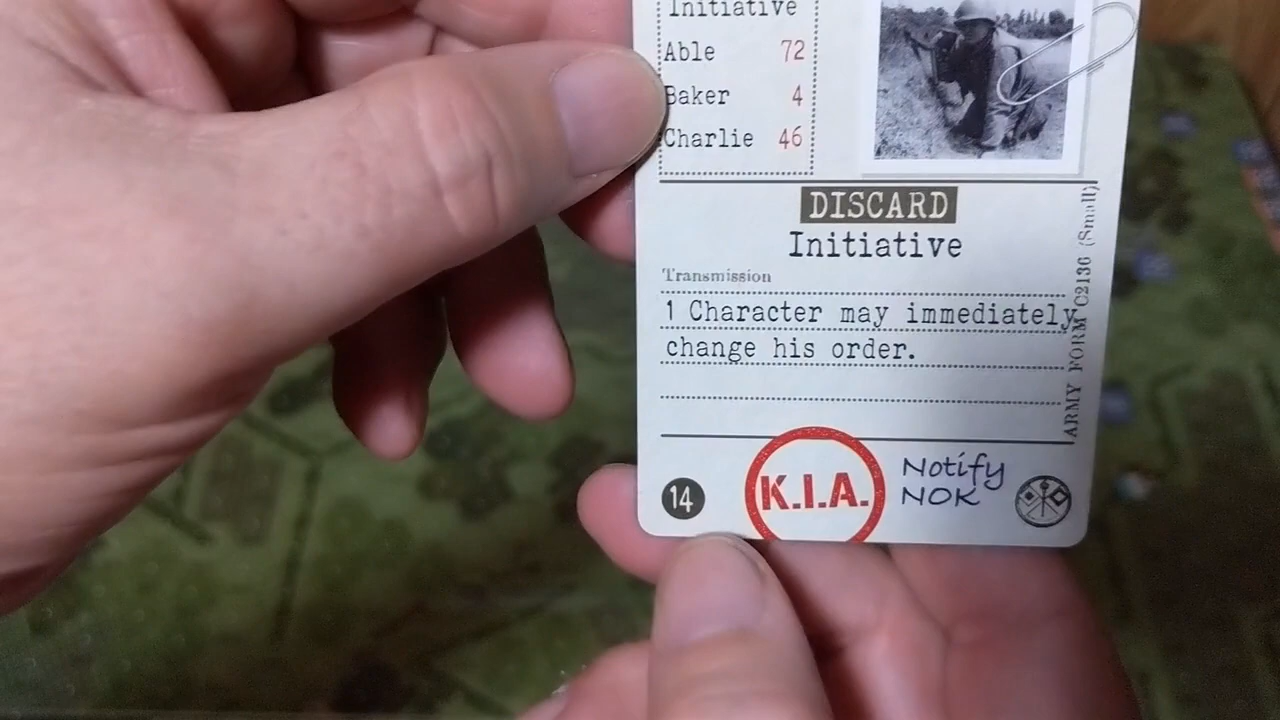 Initiative
Able 72
Baker 4
Charlie 46
DISCARD
Initiative
Transmission
1 Character may immediately
change his order.
ARMY FORM C2136 (Small)
14
K.I.A.
Notify
NOK